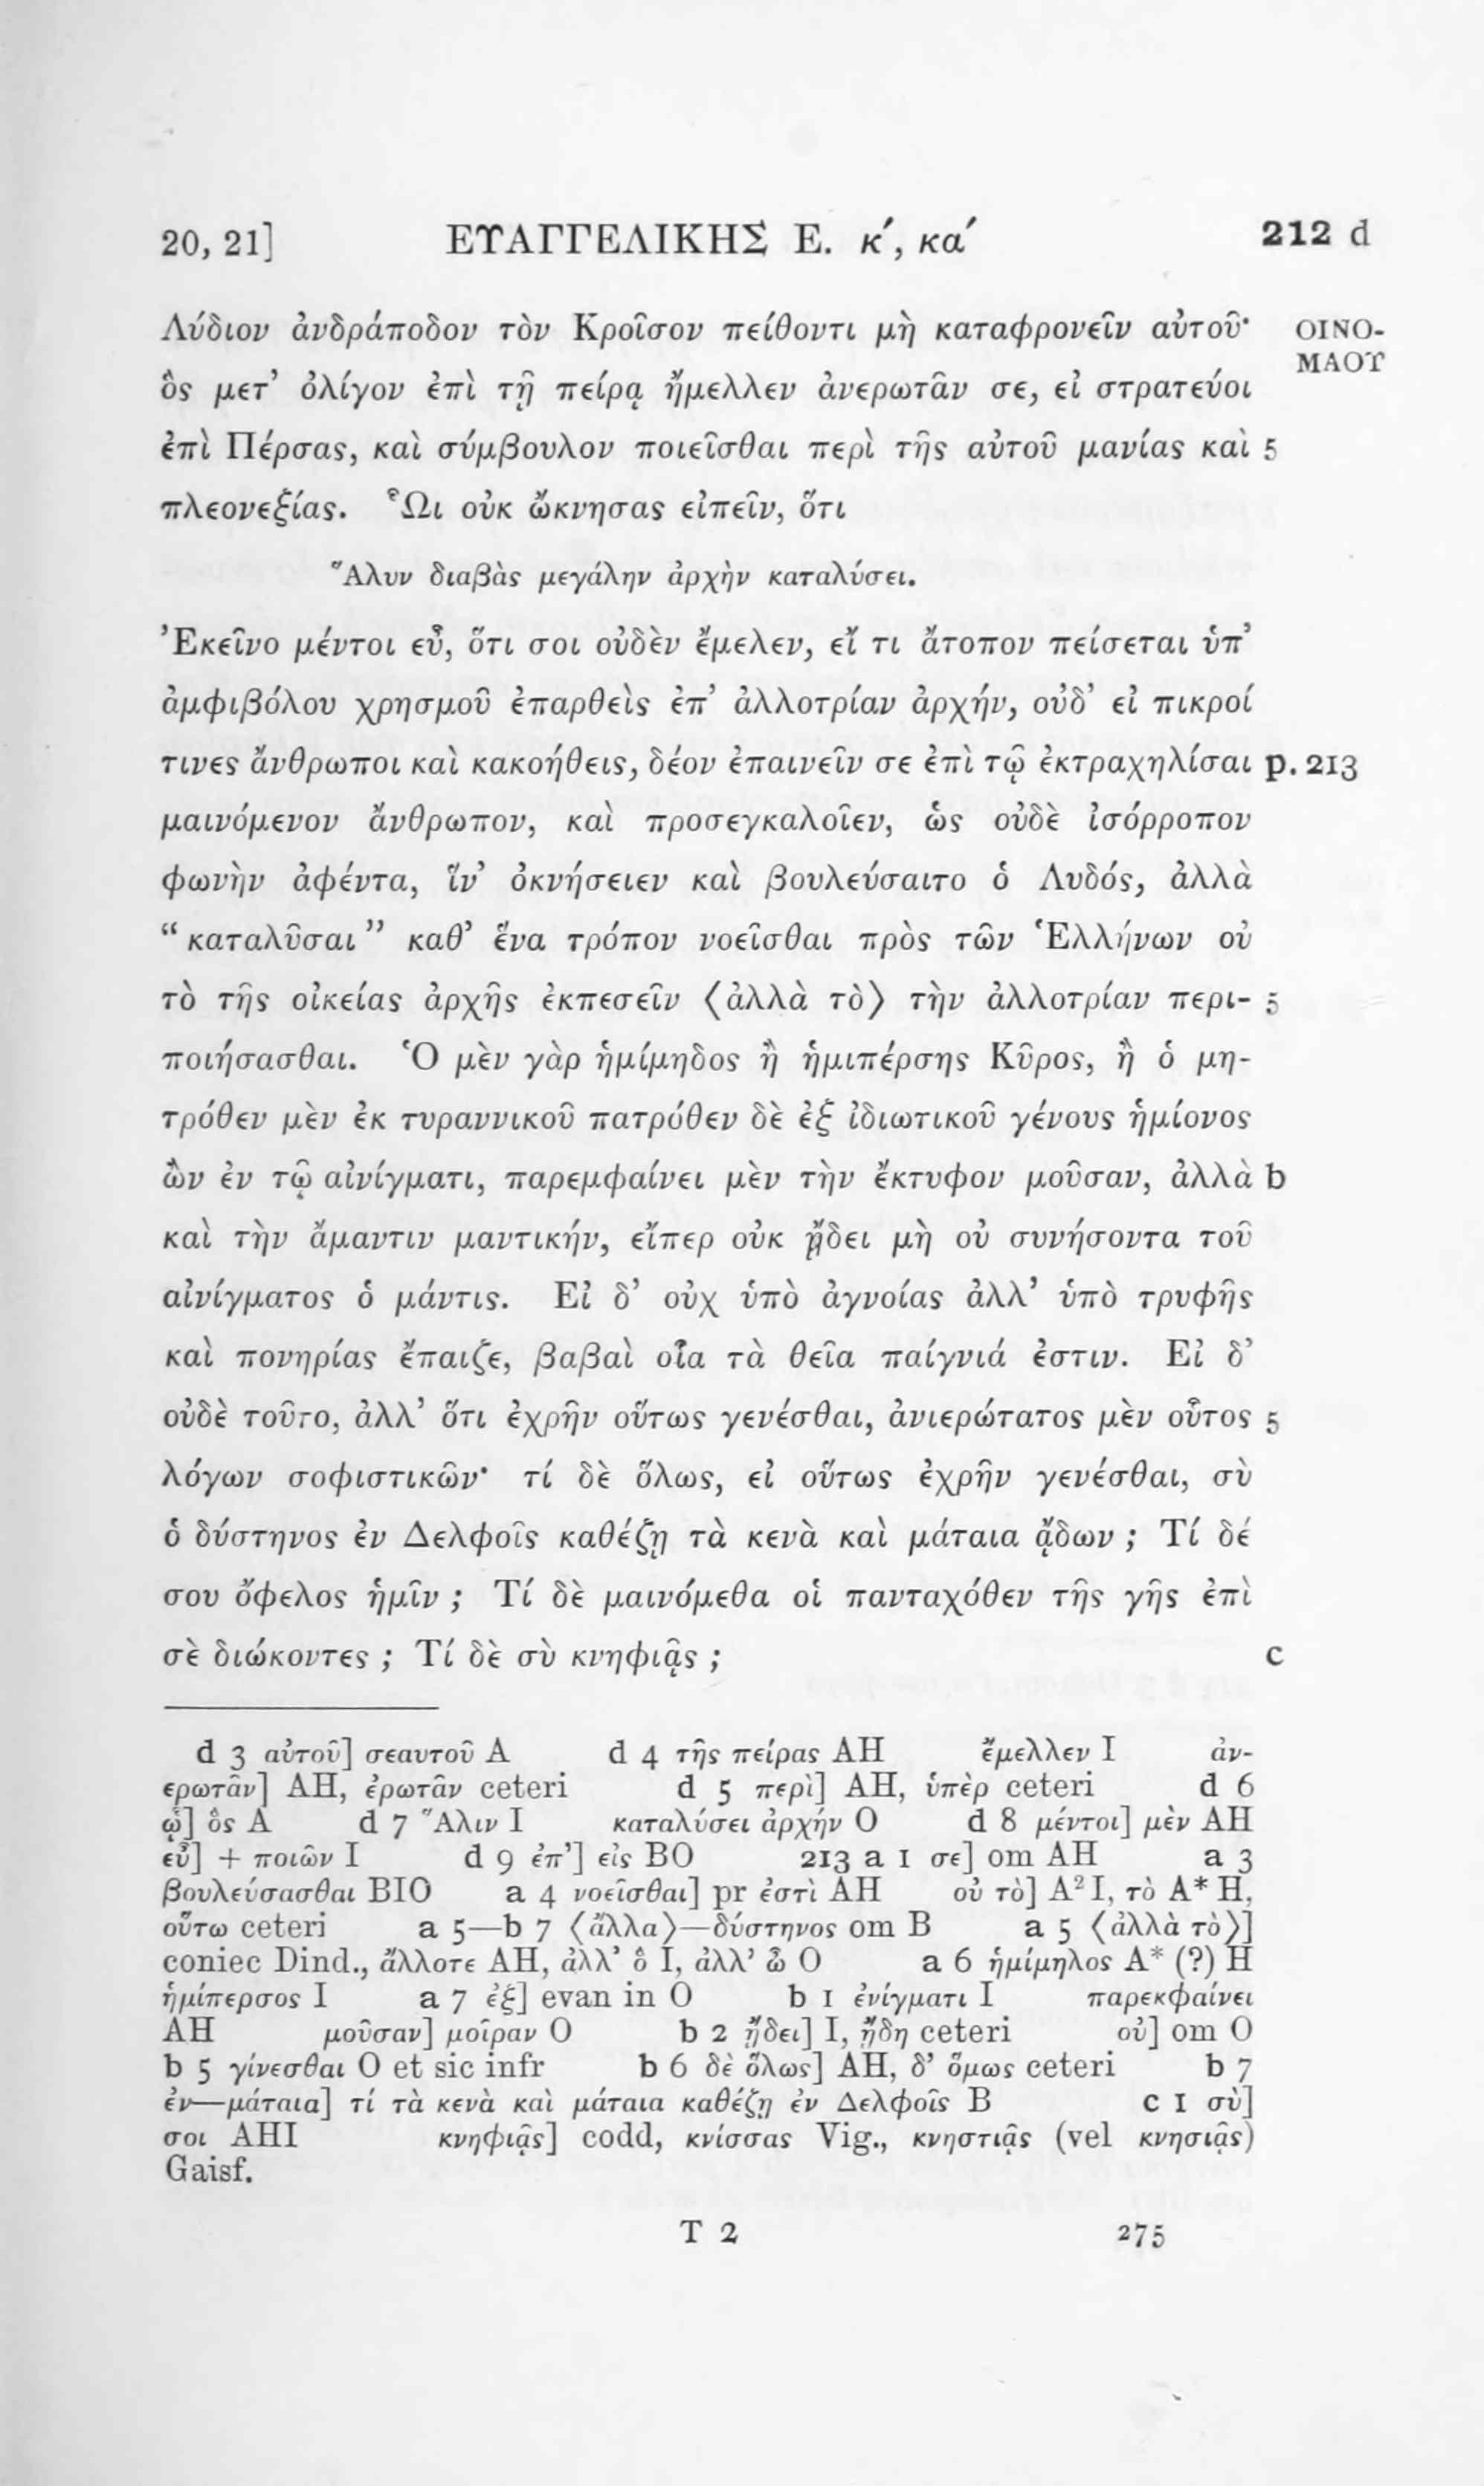 20, 21] ΕΥΑΓΓΕΛΙΚΗΣ Ε. κ΄, κα΄ 212 d
Λύδιον ἀνδράποδον τὸν Κροῖσον πείθοντι μὴ καταφρονεῖν αὐτοῦ· ΟΙΝΟ-
ΜΑΟΥ
ὃς μετ’ ὀλίγον ἐπὶ τῇ πείρᾳ ἤμελλεν ἀνερωτᾶν σε, εἰ στρατεύοι
ἐπὶ Πέρσας, καὶ σύμβουλον ποιεῖσθαι περὶ τῆς αὐτοῦ μανίας καὶ 5
πλεονεξίας. ῟Ωι οὐκ ὤκνησας εἰπεῖν, ὅτι
Ἅλυν διαβὰς μεγάλην ἀρχὴν καταλύσει.
Ἐκεῖνο μέντοι εὖ, ὅτι σοι οὐδὲν ἔμελεν, εἴ τι ἄτοπον πείσεται ὑπ’
ἀμφιβόλου χρησμοῦ ἐπαρθεὶς ἐπ’ ἀλλοτρίαν ἀρχήν, οὐδ’ εἰ πικροί
τινες ἄνθρωποι καὶ κακοήθεις, δέον ἐπαινεῖν σε ἐπὶ τῷ ἐκτραχηλίσαι p. 213
μαινόμενον ἄνθρωπον, καὶ προσεγκαλοῖεν, ὡς οὐδὲ ἰσόρροπον
φωνὴν ἀφέντα, ἵν’ ὀκνήσειεν καὶ βουλεύσαιτο ὁ Λυδός, ἀλλὰ
“καταλῦσαι” καθ’ ἕνα τρόπον νοεῖσθαι πρὸς τῶν Ἑλλήνων οὐ
τὸ τῆς οἰκείας ἀρχῆς ἐκπεσεῖν ⟨ἀλλὰ τὸ⟩ τὴν ἀλλοτρίαν περι- 5
ποιήσασθαι. Ὁ μὲν γὰρ ἡμίμηδος ἢ ἡμιπέρσης Κῦρος, ἢ ὁ μη-
τρόθεν μὲν ἐκ τυραννικοῦ πατρόθεν δὲ ἐξ ἰδιωτικοῦ γένους ἡμίονος
ὢν ἐν τῷ αἰνίγματι, παρεμφαίνει μὲν τὴν ἔκτυφον μοῦσαν, ἀλλὰ b
καὶ τὴν ἄμαντιν μαντικήν, εἴπερ οὐκ ᾔδει μὴ οὐ συνήσοντα τοῦ
αἰνίγματος ὁ μάντις. Εἰ δ’ οὐχ ὑπὸ ἀγνοίας ἀλλ’ ὑπὸ τρυφῆς
καὶ πονηρίας ἔπαιζε, βαβαὶ οἷα τὰ θεῖα παίγνιά ἐστιν. Εἰ δ’
οὐδὲ τοῦτο, ἀλλ’ ὅτι ἐχρῆν οὕτως γενέσθαι, ἀνιερώτατος μὲν οὗτος 5
λόγων σοφιστικῶν· τί δὲ ὅλως, εἰ οὕτως ἐχρῆν γενέσθαι, σὺ
ὁ δύστηνος ἐν Δελφοῖς καθέζῃ τὰ κενὰ καὶ μάταια ᾄδων ; Τί δέ
σου ὄφελος ἡμῖν ; Τί δὲ μαινόμεθα οἱ πανταχόθεν τῆς γῆς ἐπὶ
σὲ διώκοντες ; Τί δὲ σὺ κνηφιᾷς ; c
d 3 αὐτοῦ] σεαυτοῦ A d 4 τῆς πείρας AH ἔμελλεν I ἀν-
ερωτᾶν] AH, ἐρωτᾶν ceteri d 5 περὶ] AH, ὑπὲρ ceteri d 6
ᾧ] ὃς A d 7 Ἅλιν I καταλύσει ἀρχήν O d 8 μέντοι] μὲν AH
εὖ] + ποιῶν I d 9 ἐπ’] εἰς BO 213 a 1 σε] om AH a 3
βουλεύσασθαι BIO a 4 νοεῖσθαι] pr ἐστὶ AH οὐ τὸ] A²I, τὸ A* H,
οὕτω ceteri a 5—b 7 ⟨ἄλλα⟩—δύστηνος om B a 5 ⟨ἀλλὰ τὸ⟩]
coniec Dind., ἄλλοτε AH, ἀλλ’ ὃ I, ἀλλ’ ᾧ O a 6 ἡμίμηλος A* (?) H
ἡμίπερσος I a 7 ἐξ] evan in O b 1 ἐνίγματι I παρεκφαίνει
AH μοῦσαν] μοῖραν O b 2 ᾔδει] I, ᾔδη ceteri οὐ] om O
b 5 γίνεσθαι O et sic infr b 6 δὲ ὅλως] AH, δ’ ὅμως ceteri b 7
ἐν—μάταια] τί τὰ κενὰ καὶ μάταια καθέζῃ ἐν Δελφοῖς B c 1 σὺ]
σοι AHI κνηφιᾷς] codd, κνίσσας Vig., κνηστιᾷς (vel κνησιᾷς)
Gaisf.
T 2 275